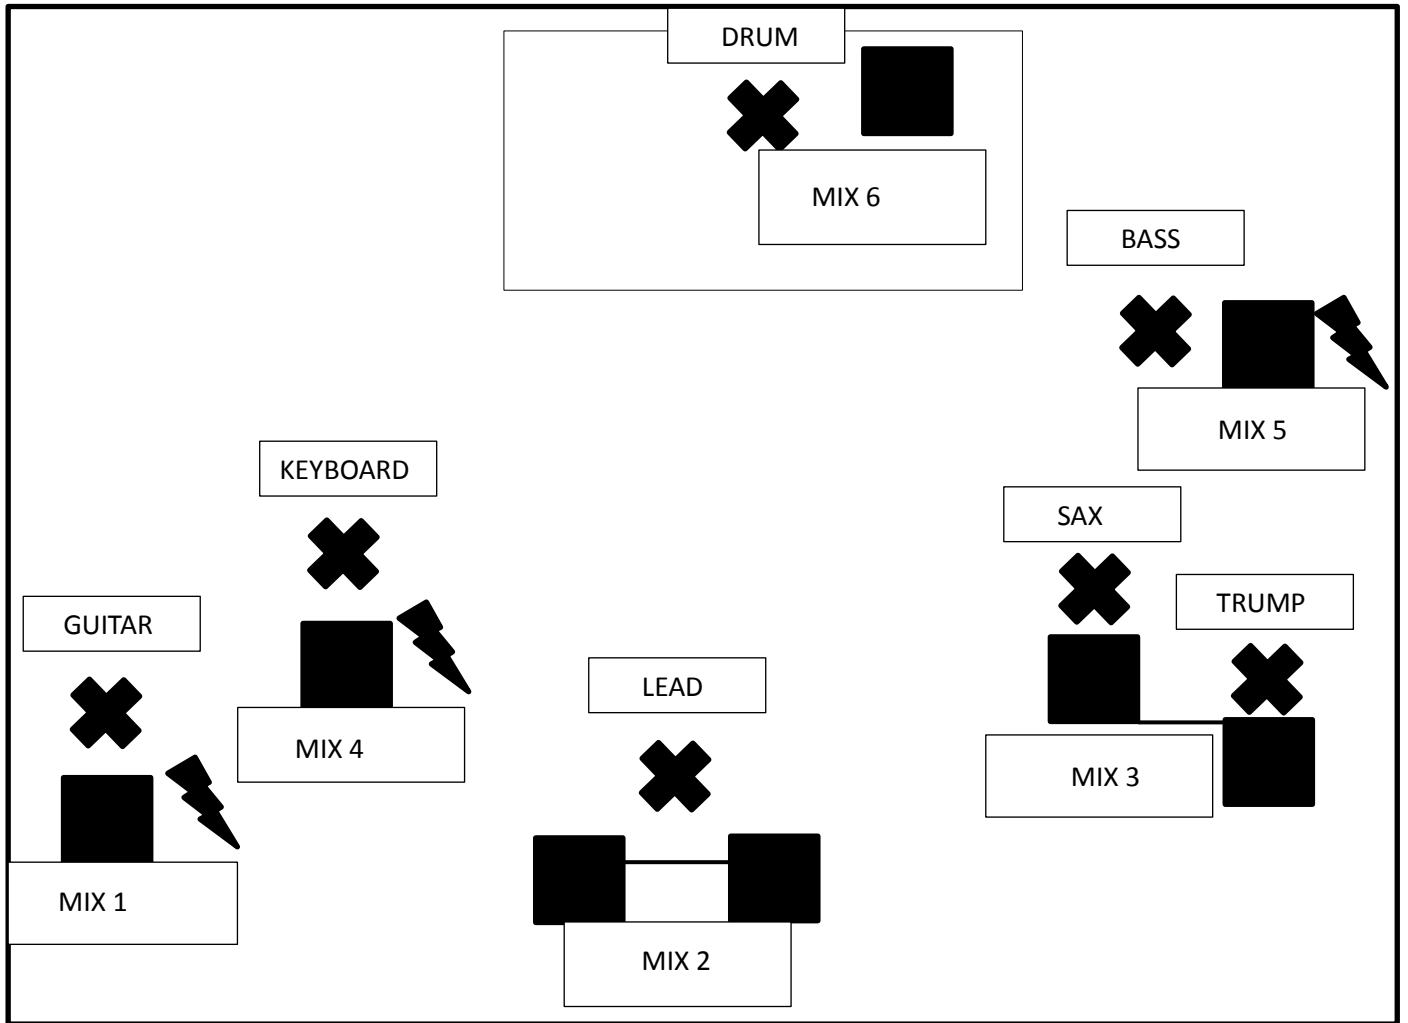 DRUM
MIX 6
BASS
MIX 5
KEYBOARD
SAX
TRUMP
GUITAR
LEAD
MIX 4
MIX 3
MIX 1
MIX 2